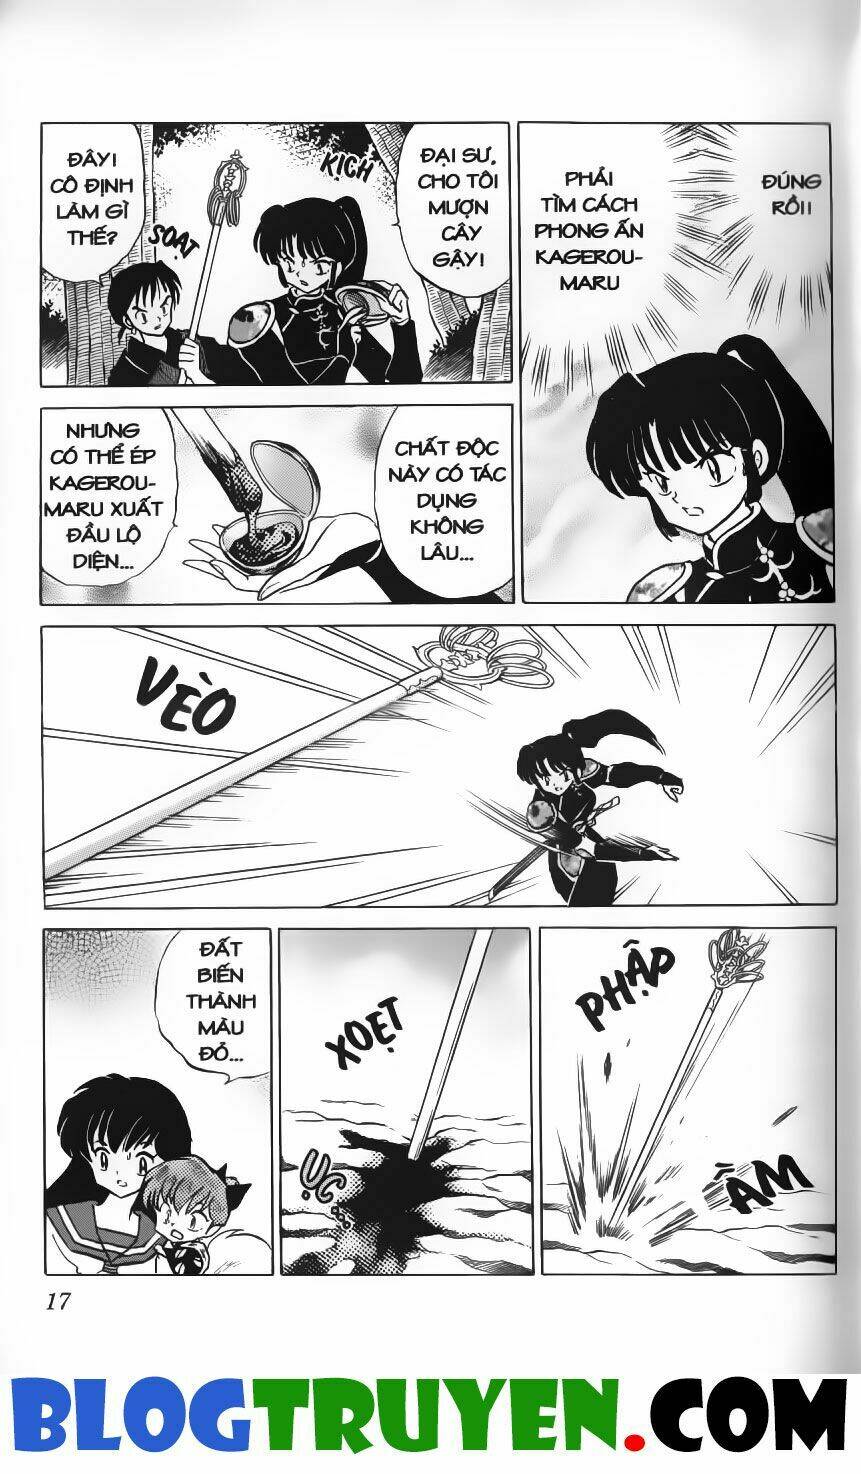 ĐÚNG
RỒI!
PHẢI
TÌM CÁCH
PHONG ẤN
KAGEROU-
MARU
KỊCH
ĐẠI SƯ,
CHO TÔI
MƯỢN
CÂY
GẬY!
SOẠT
ĐÂY!
CÔ ĐỊNH
LÀM GÌ
THẾ?
CHẤT ĐỘC
NÀY CÓ TÁC
DỤNG
KHÔNG
LÂU...
NHƯNG
CÓ THỂ ÉP
KAGEROU-
MARU XUẤT
ĐẦU LỘ
DIỆN...
VÈO
PHẬP
ẦM
XOẸT
ỤC
ĐẤT
BIẾN
THÀNH
MÀU
ĐỎ...
17
BLOGTRUYEN.COM